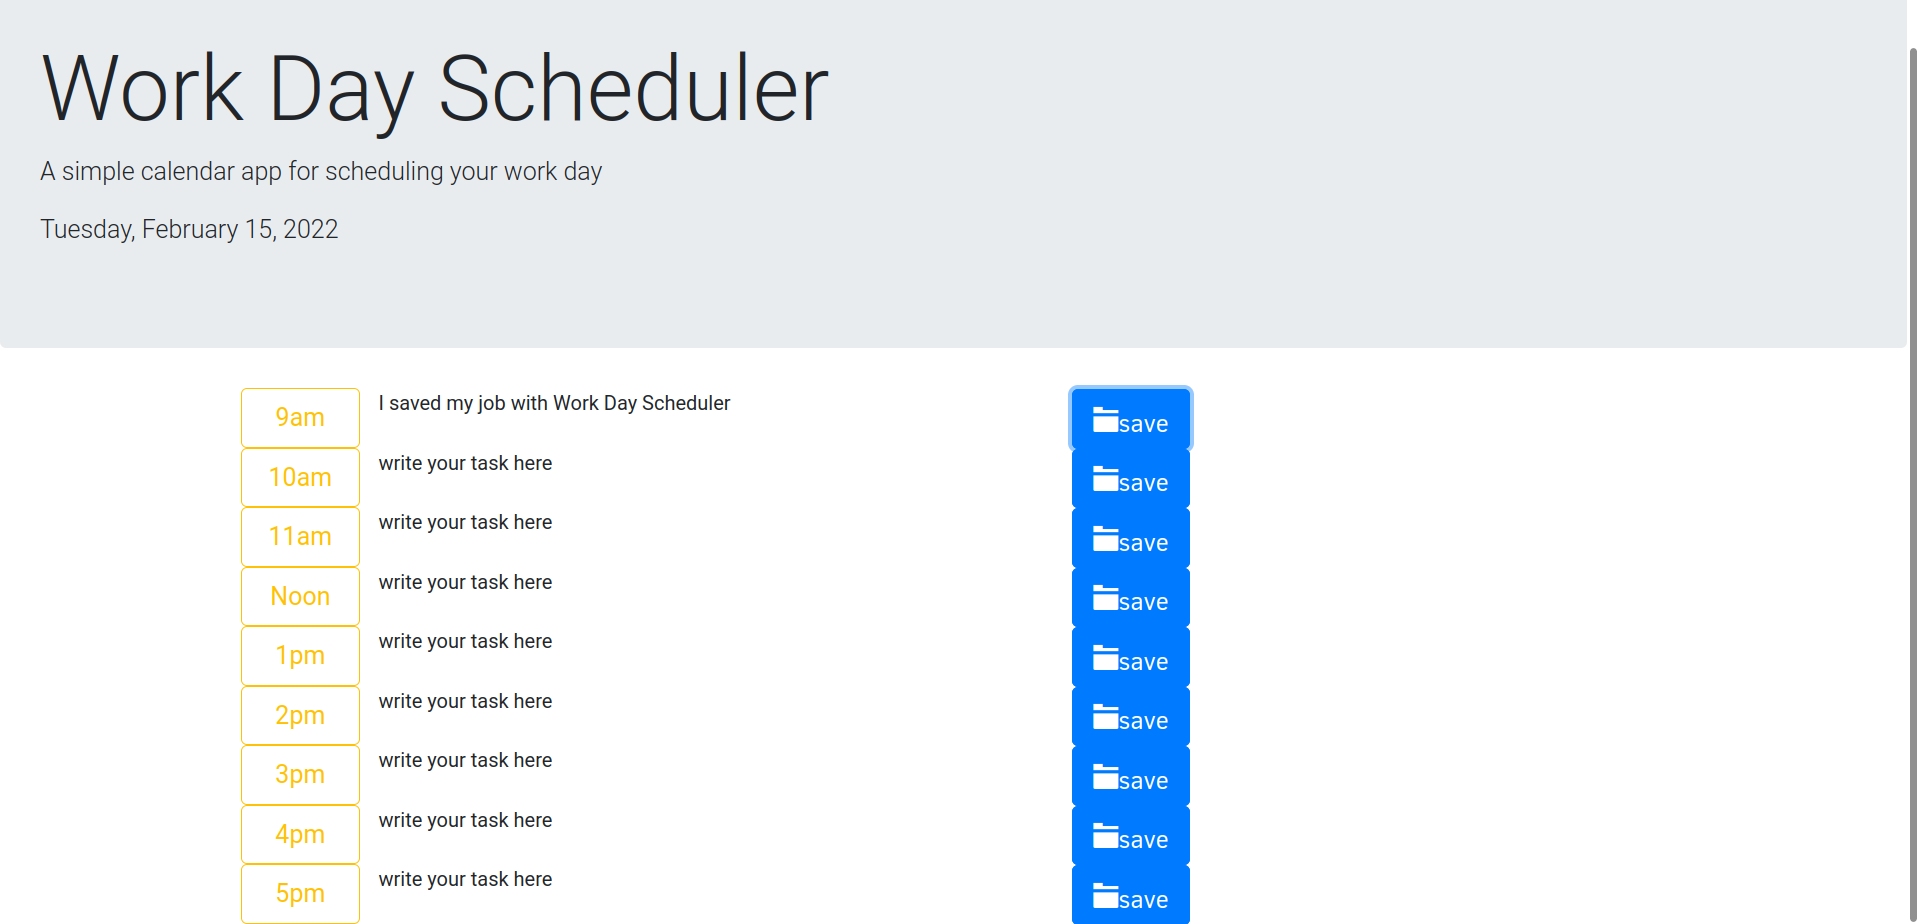 Work Day Scheduler
A simple calendar app for scheduling your work day
Tuesday, February 15, 2022
9am I saved my job with Work Day Scheduler save
10am write your task here save
11am write your task here save
Noon write your task here save
1pm write your task here save
2pm write your task here save
3pm write your task here save
4pm write your task here save
5pm write your task here save